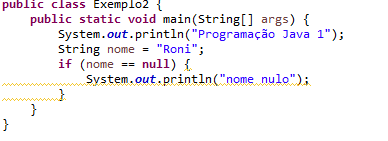 public class Exemplo2 {
    public static void main(String[] args) {
        System.out.println("Programação Java 1");
        String nome = "Roni";
        if (nome == null) {
            System.out.println("nome nulo");
        }
    }
}